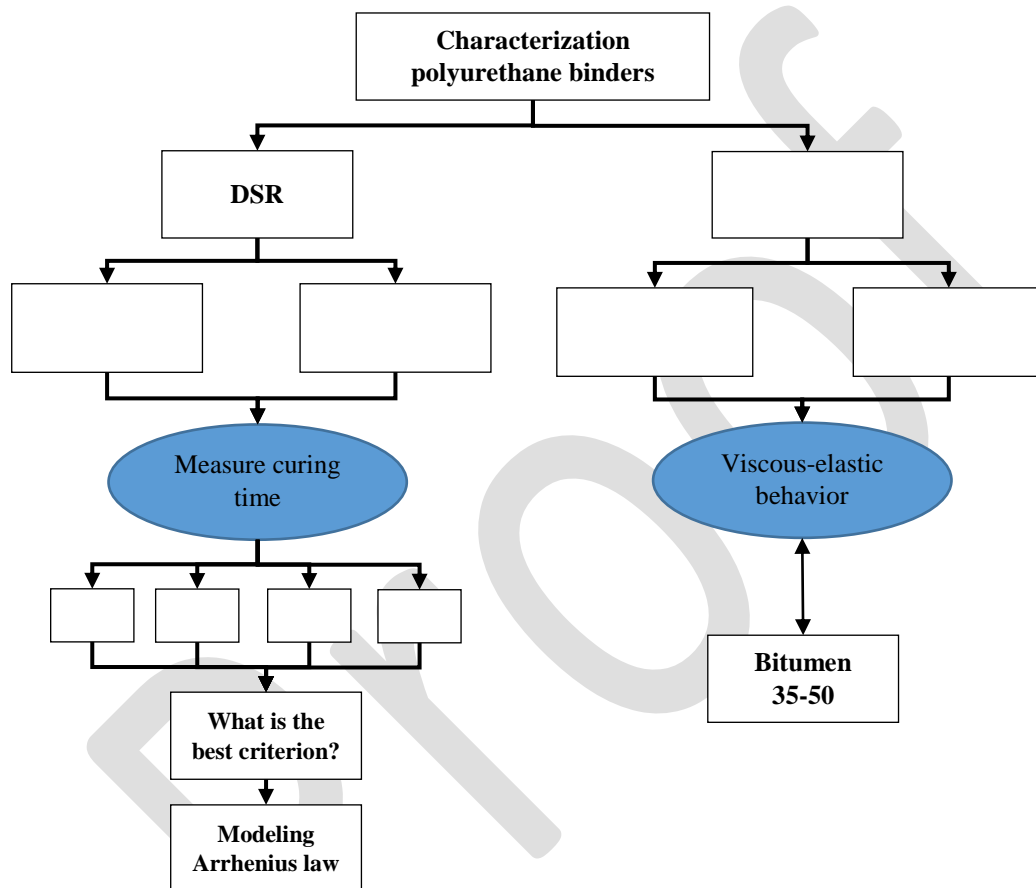 Characterization
polyurethane binders
DSR
Measure curing
time
Viscous-elastic
behavior
Bitumen
35-50
What is the
best criterion?
Modeling
Arrhenius law
Proof